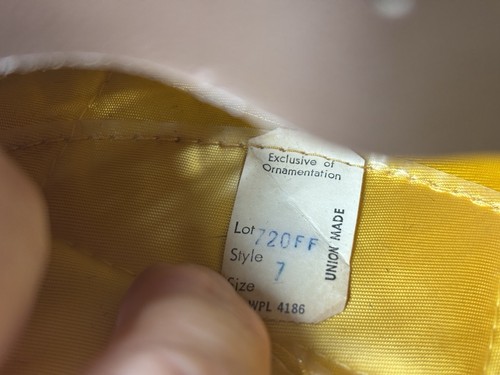 Exclusive of
Ornamentation
Lot 720FF
Style 7
Size
WPL 4186
UNION MADE